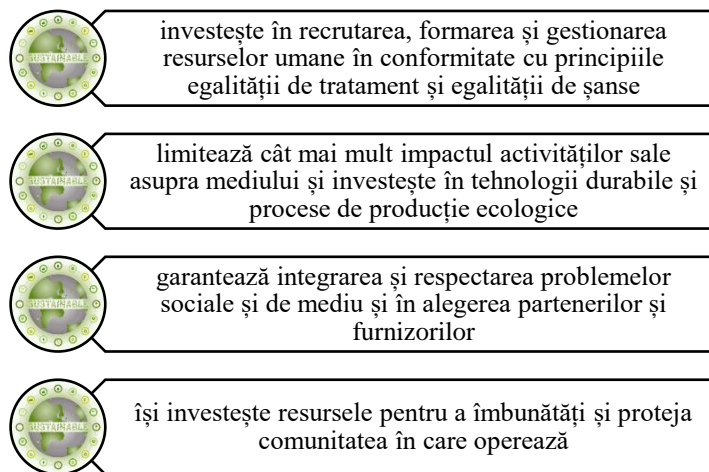 investește în recrutarea, formarea și gestionarea
resurselor umane în conformitate cu principiile
egalității de tratament și egalității de șanse
SUSTAINABLE
limitează cât mai mult impactul activităților sale
asupra mediului și investește în tehnologii durabile și
procese de producție ecologice
SUSTAINABLE
garantează integrarea și respectarea problemelor
sociale și de mediu și în alegerea partenerilor și
furnizorilor
SUSTAINABLE
își investește resursele pentru a îmbunătăți și proteja
comunitatea în care operează
SUSTAINABLE